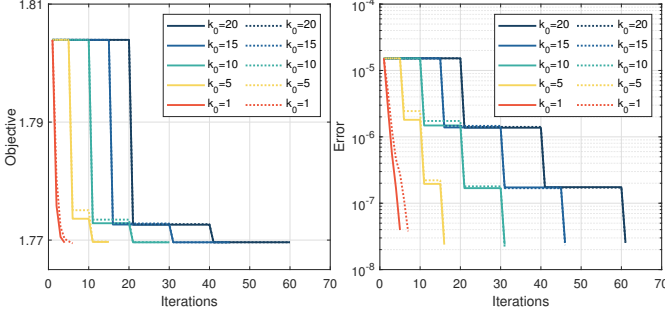 1.81
1.79
1.77
Objective
0 10 20 30 40 50 60 70
Iterations
k₀=20 k₀=20
k₀=15 k₀=15
k₀=10 k₀=10
k₀=5 k₀=5
k₀=1 k₀=1
10⁻⁴
10⁻⁵
10⁻⁶
10⁻⁷
10⁻⁸
Error
0 10 20 30 40 50 60 70
Iterations
k₀=20 k₀=20
k₀=15 k₀=15
k₀=10 k₀=10
k₀=5 k₀=5
k₀=1 k₀=1